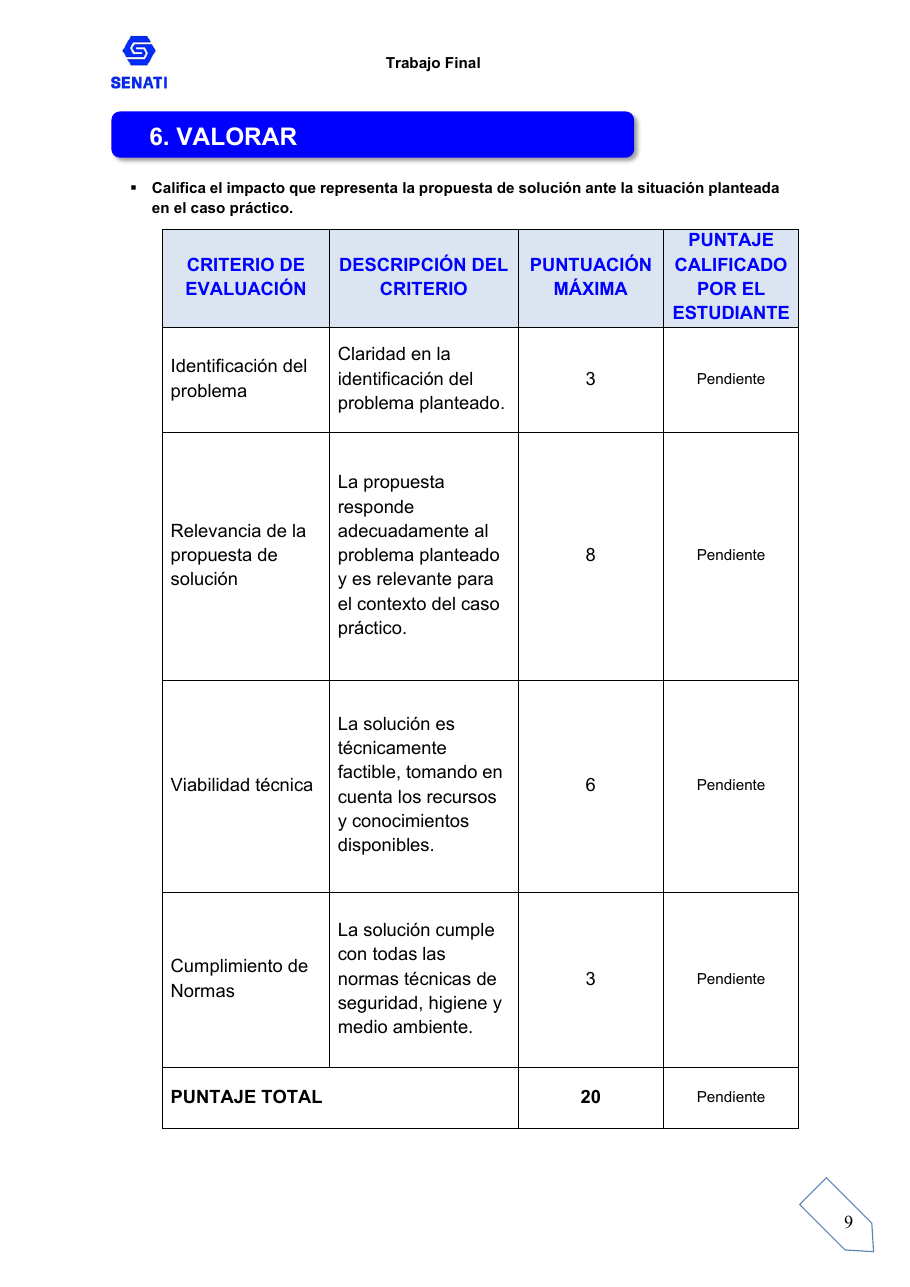 SENATI
Trabajo Final
6. VALORAR
▪ Califica el impacto que representa la propuesta de solución ante la situación planteada
en el caso práctico.
CRITERIO DE
EVALUACIÓN
DESCRIPCIÓN DEL
CRITERIO
PUNTUACIÓN
MÁXIMA
PUNTAJE
CALIFICADO
POR EL
ESTUDIANTE
Identificación del
problema
Claridad en la
identificación del
problema planteado.
3
Pendiente
Relevancia de la
propuesta de
solución
La propuesta
responde
adecuadamente al
problema planteado
y es relevante para
el contexto del caso
práctico.
8
Pendiente
Viabilidad técnica
La solución es
técnicamente
factible, tomando en
cuenta los recursos
y conocimientos
disponibles.
6
Pendiente
Cumplimiento de
Normas
La solución cumple
con todas las
normas técnicas de
seguridad, higiene y
medio ambiente.
3
Pendiente
PUNTAJE TOTAL
20
Pendiente
9